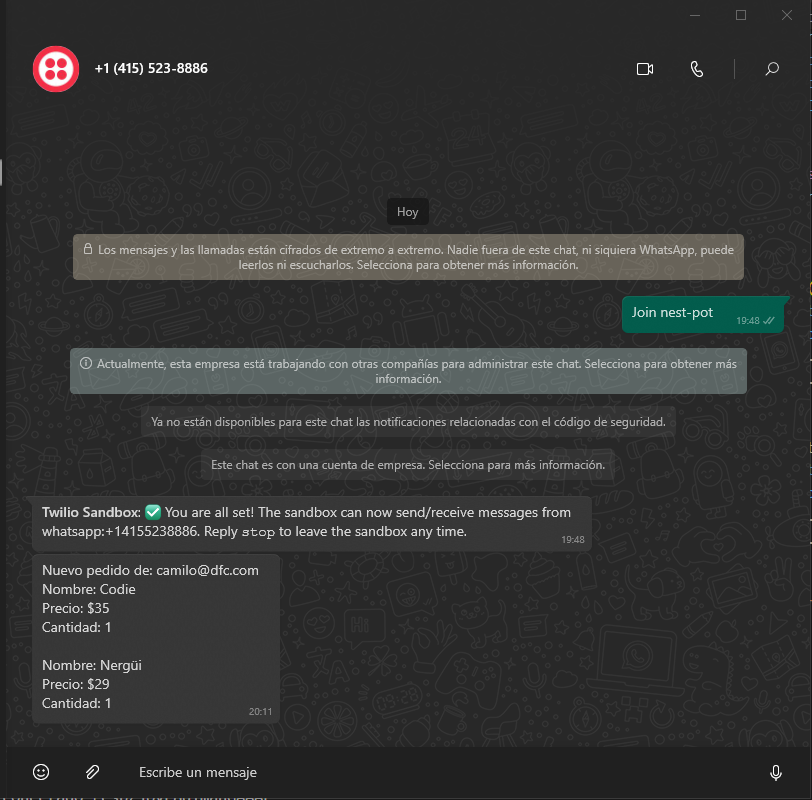 +1 (415) 523-8886
Hoy
Los mensajes y las llamadas están cifrados de extremo a extremo. Nadie fuera de este chat, ni siquiera WhatsApp, puede
leerlos ni escucharlos. Selecciona para obtener más información.
Join nest-pot
19:48
Actualmente, esta empresa está trabajando con otras compañías para administrar este chat. Selecciona para obtener más
información.
Ya no están disponibles para este chat las notificaciones relacionadas con el código de seguridad.
Este chat es con una cuenta de empresa. Selecciona para más información.
Twilio Sandbox: ✅ You are all set! The sandbox can now send/receive messages from
whatsapp:+14155238886. Reply stop to leave the sandbox any time.
19:48
Nuevo pedido de: camilo@dfc.com
Nombre: Codie
Precio: $35
Cantidad: 1
Nombre: Nergüi
Precio: $29
Cantidad: 1
20:11
Escribe un mensaje